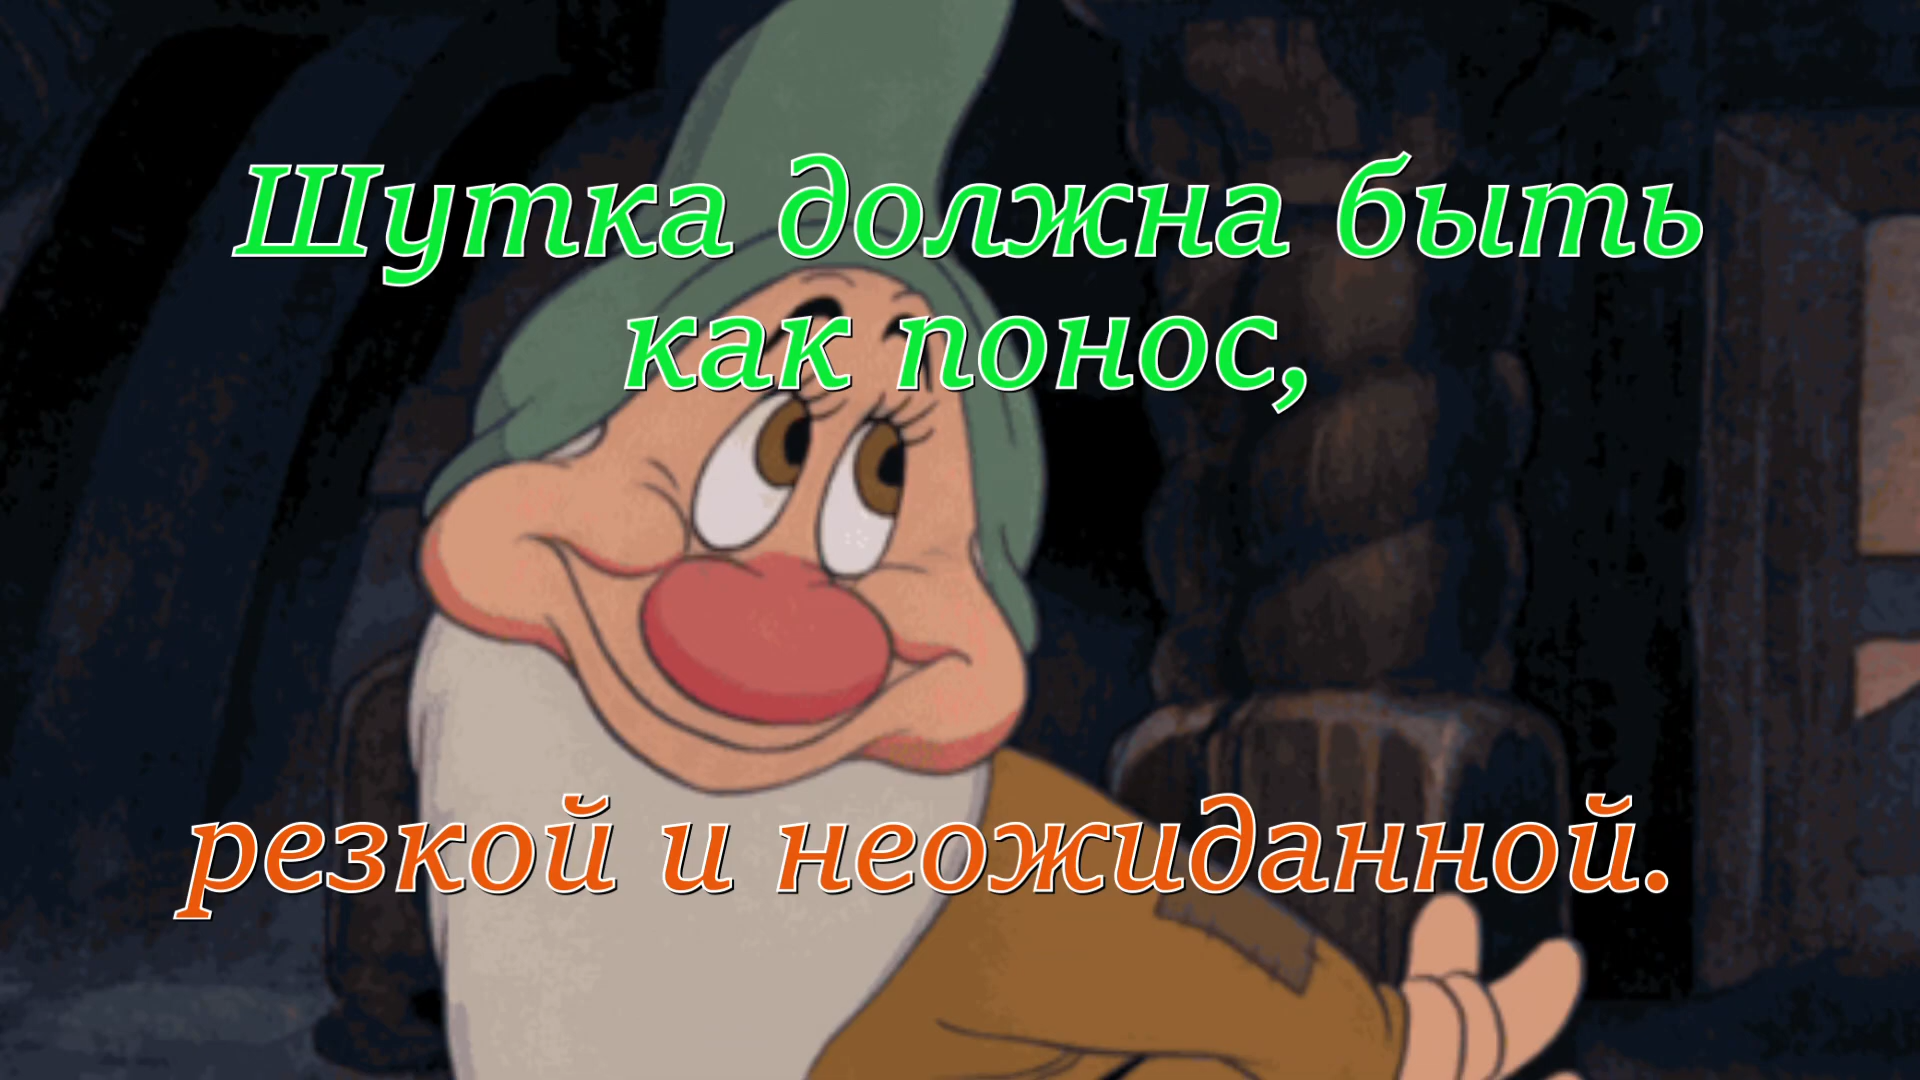 Шутка должна быть
как понос,
резкой и неожиданной.